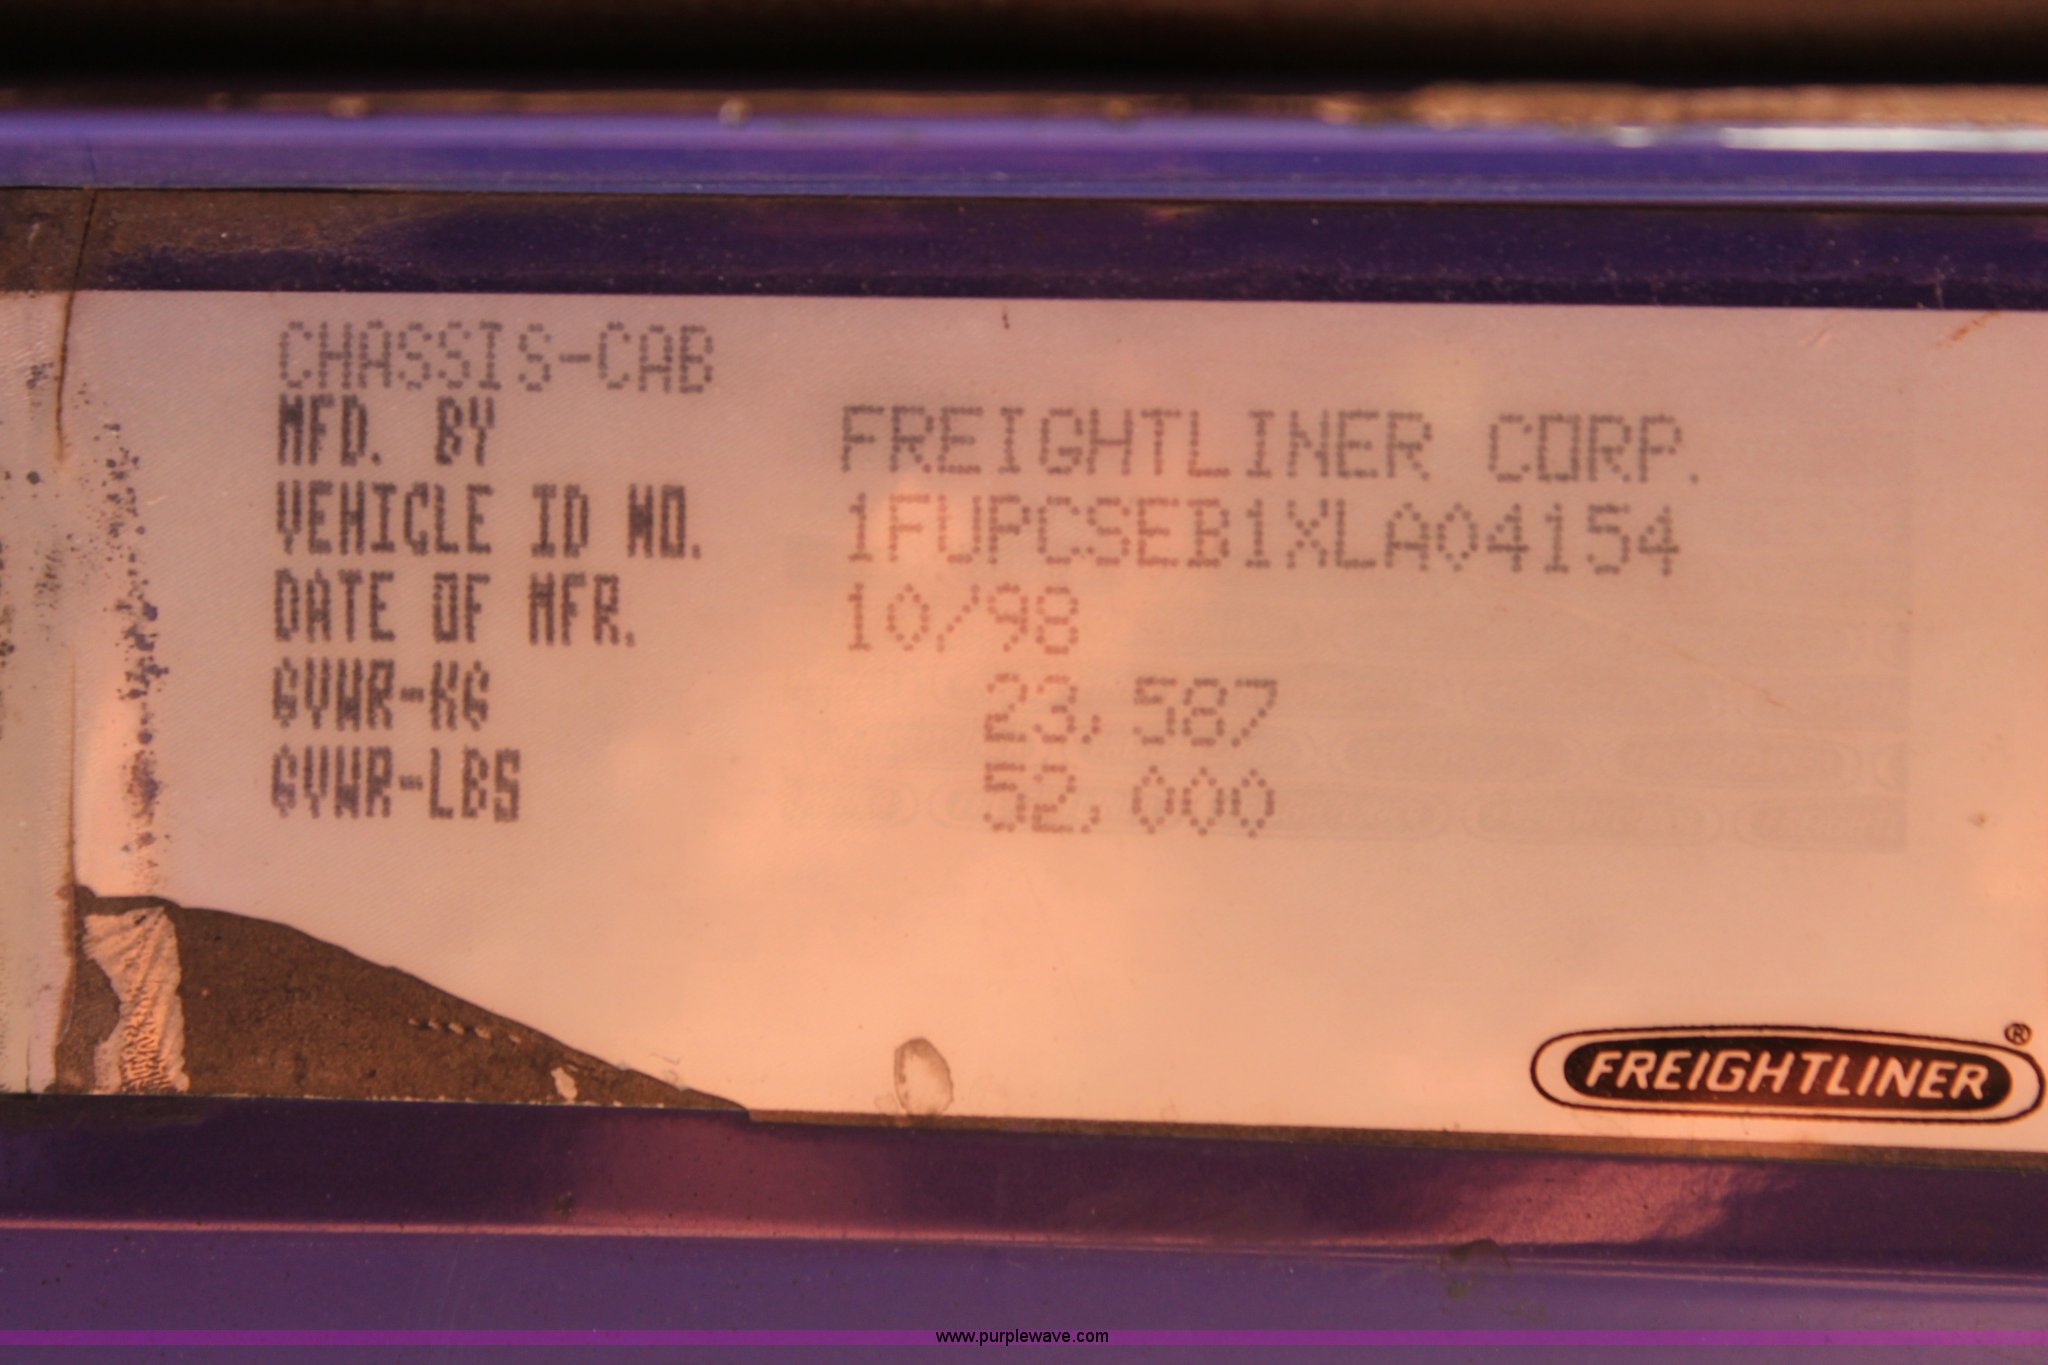 CHASSIS-CAB
MFD. BY FREIGHTLINER CORP.
VEHICLE ID NO. 1FUPCSEB1XLA04154
DATE OF MFR. 10/98
GVWR-KG 23,587
GVWR-LBS 52,000
FREIGHTLINER®
www.purplewave.com